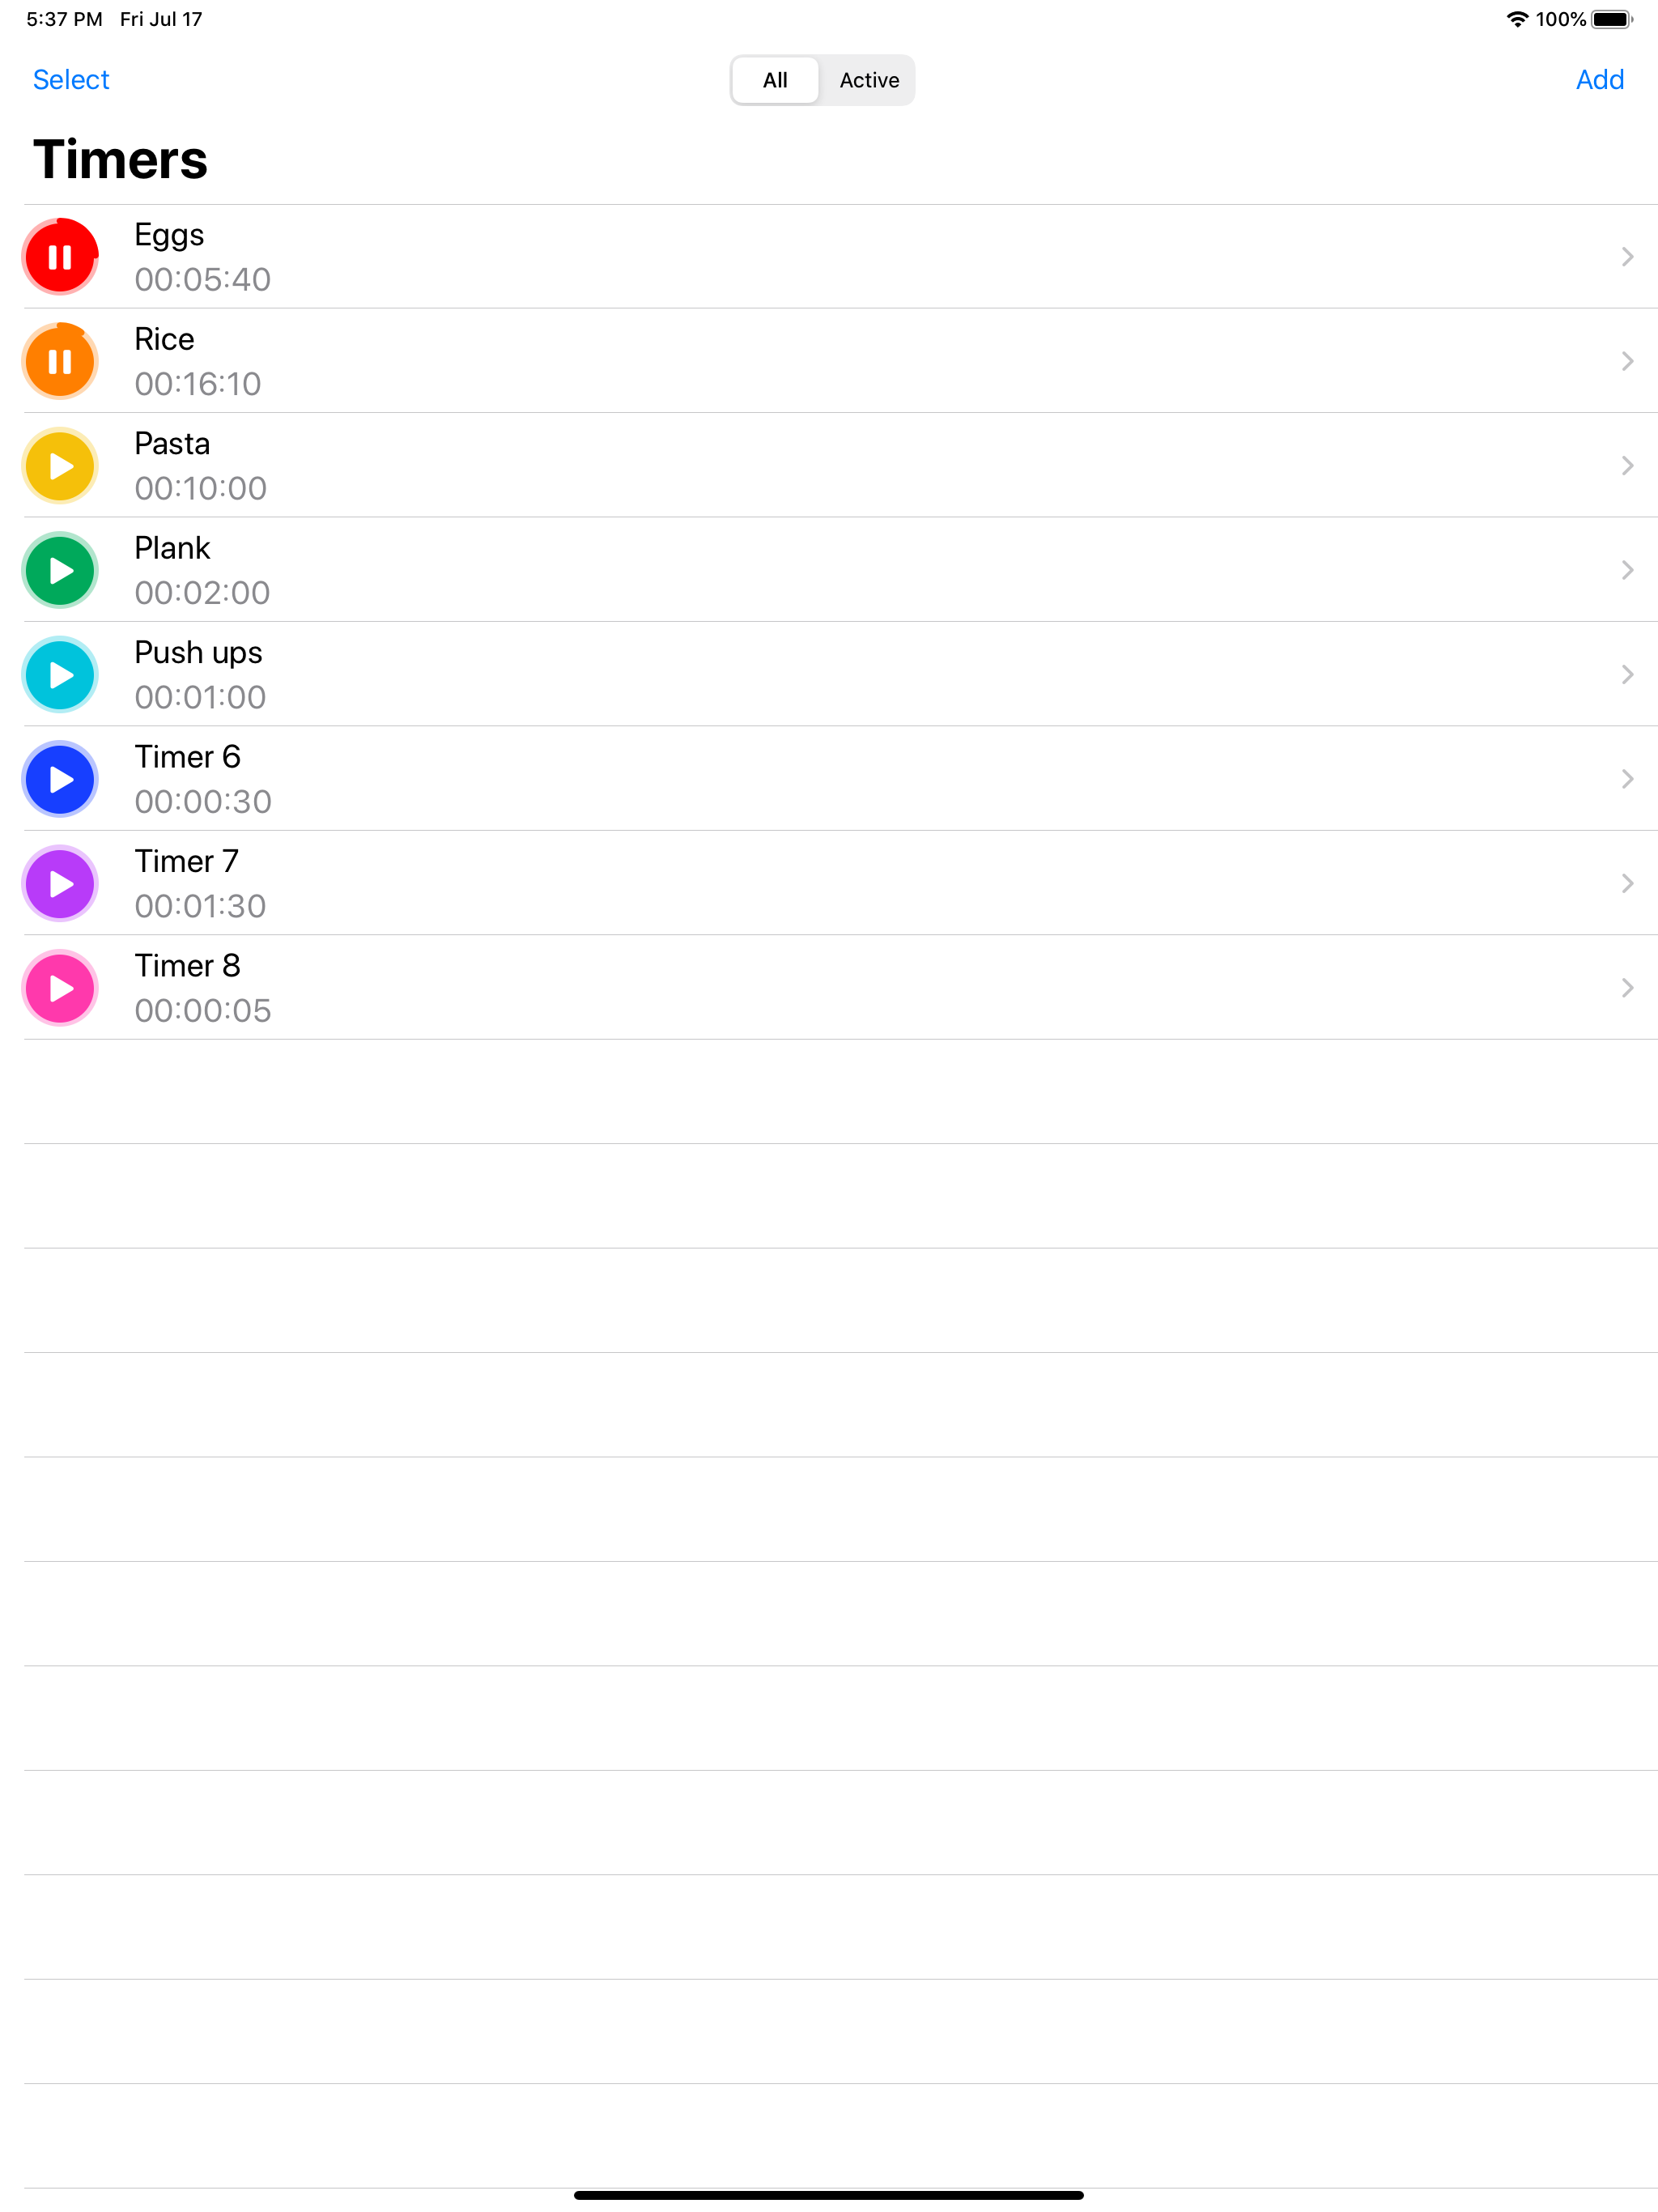 5:37 PM Fri Jul 17 100%
Select All Active Add
Timers
Eggs
00:05:40
Rice
00:16:10
Pasta
00:10:00
Plank
00:02:00
Push ups
00:01:00
Timer 6
00:00:30
Timer 7
00:01:30
Timer 8
00:00:05